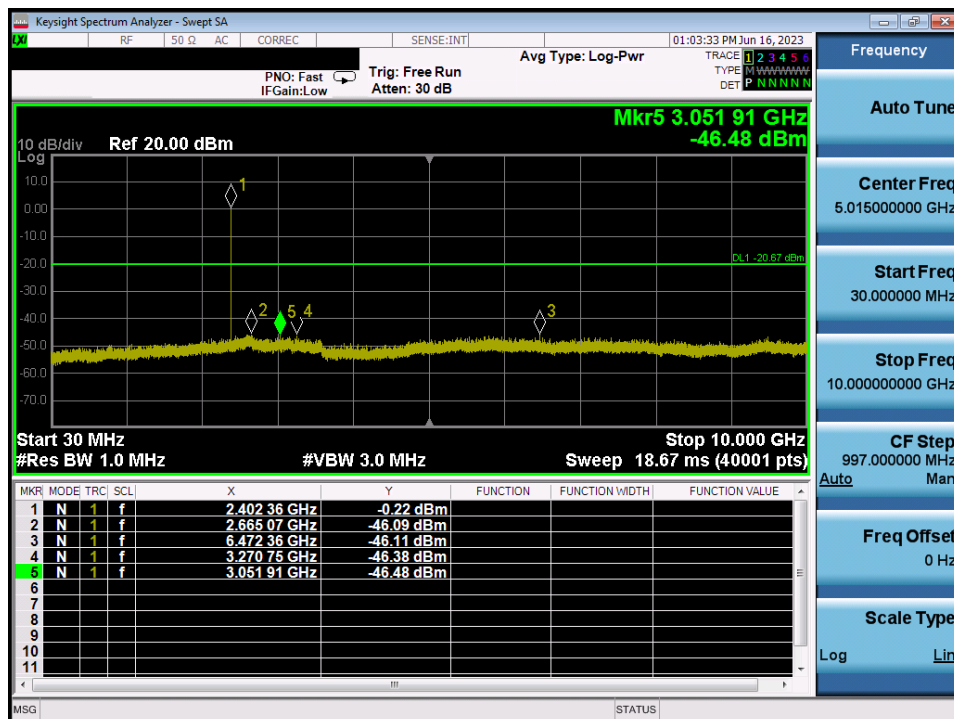 Keysight Spectrum Analyzer - Swept SA
LXI RF 50 Ω AC CORREC SENSE:INT 01:03:33 PM Jun 16, 2023
Avg Type: Log-Pwr TRACE 1 2 3 4 5 6
PNO: Fast Trig: Free Run TYPE M WWWWW
IFGain:Low Atten: 30 dB DET P N N N N N
Mkr5 3.051 91 GHz
-46.48 dBm
10 dB/div Ref 20.00 dBm
Log
10.0
0.00
-10.0
-20.0
-30.0
-40.0
-50.0
-60.0
-70.0
1
DL1 -20.67 dBm
2 5 4 3
Start 30 MHz Stop 10.000 GHz
#Res BW 1.0 MHz #VBW 3.0 MHz Sweep 18.67 ms (40001 pts)
MKR MODE TRC SCL X Y FUNCTION FUNCTION WIDTH FUNCTION VALUE
1 N 1 f 2.402 36 GHz -0.22 dBm
2 N 1 f 2.665 07 GHz -46.09 dBm
3 N 1 f 6.472 36 GHz -46.11 dBm
4 N 1 f 3.270 75 GHz -46.38 dBm
5 N 1 f 3.051 91 GHz -46.48 dBm
6
7
8
9
10
11
MSG STATUS
Frequency
Auto Tune
Center Freq
5.015000000 GHz
Start Freq
30.000000 MHz
Stop Freq
10.000000000 GHz
CF Step
997.000000 MHz
Auto Man
Freq Offset
0 Hz
Scale Type
Log Lin